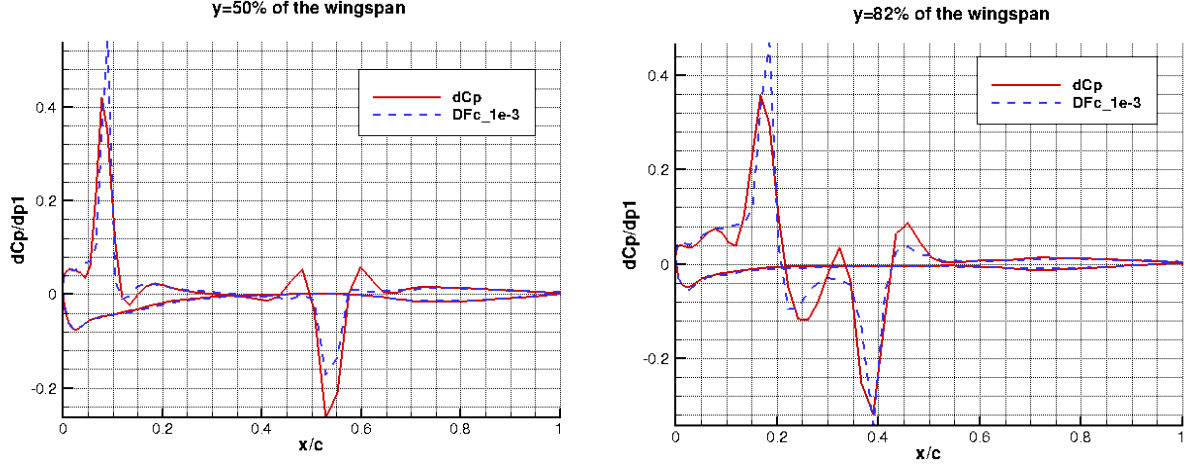 y=50% of the wingspan
dCp/dp1
0.4
0.2
0
-0.2
dCp
DFc_1e-3
0 0.2 0.4 0.6 0.8 1
x/c
y=82% of the wingspan
dCp/dp1
0.4
0.2
0
-0.2
dCp
DFc_1e-3
0 0.2 0.4 0.6 0.8 1
x/c